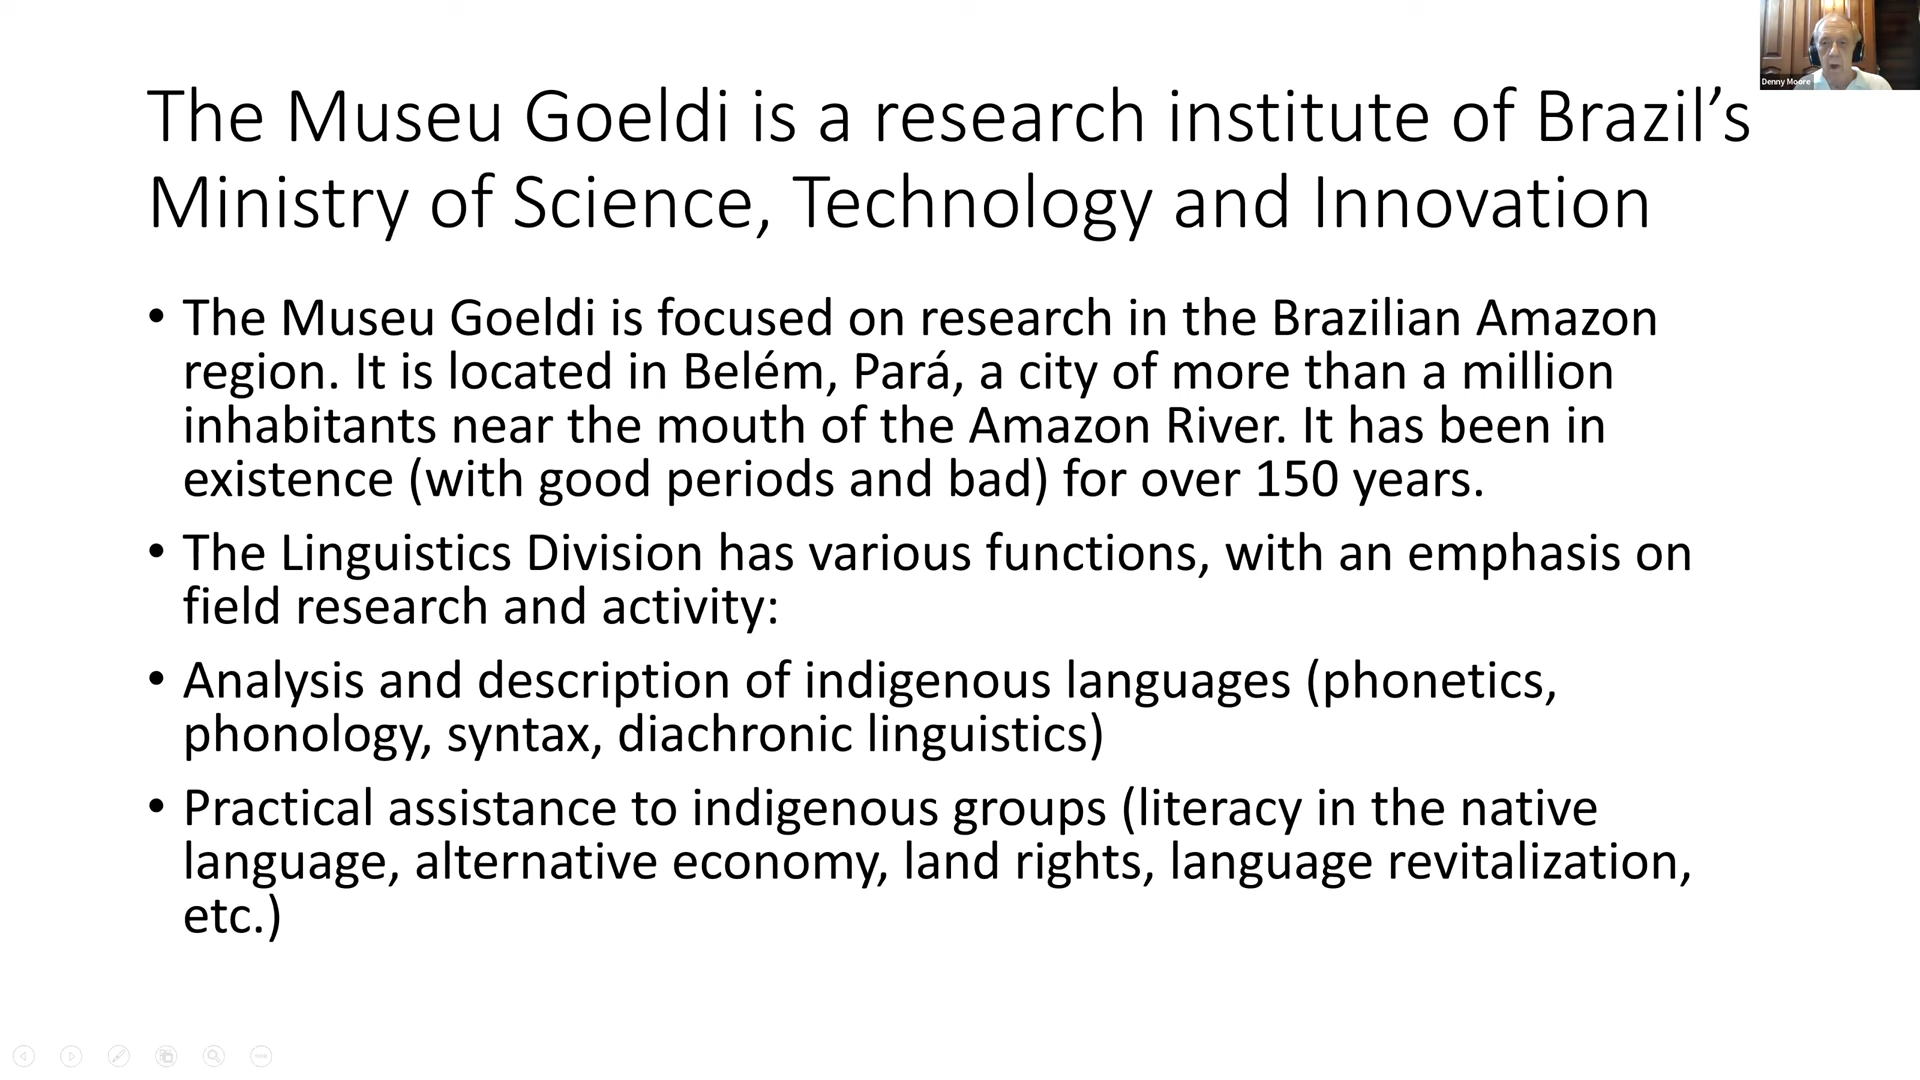 The Museu Goeldi is a research institute of Brazil’s
Ministry of Science, Technology and Innovation
• The Museu Goeldi is focused on research in the Brazilian Amazon
region. It is located in Belém, Pará, a city of more than a million
inhabitants near the mouth of the Amazon River. It has been in
existence (with good periods and bad) for over 150 years.
• The Linguistics Division has various functions, with an emphasis on
field research and activity:
• Analysis and description of indigenous languages (phonetics,
phonology, syntax, diachronic linguistics)
• Practical assistance to indigenous groups (literacy in the native
language, alternative economy, land rights, language revitalization,
etc.)
Denny Moore